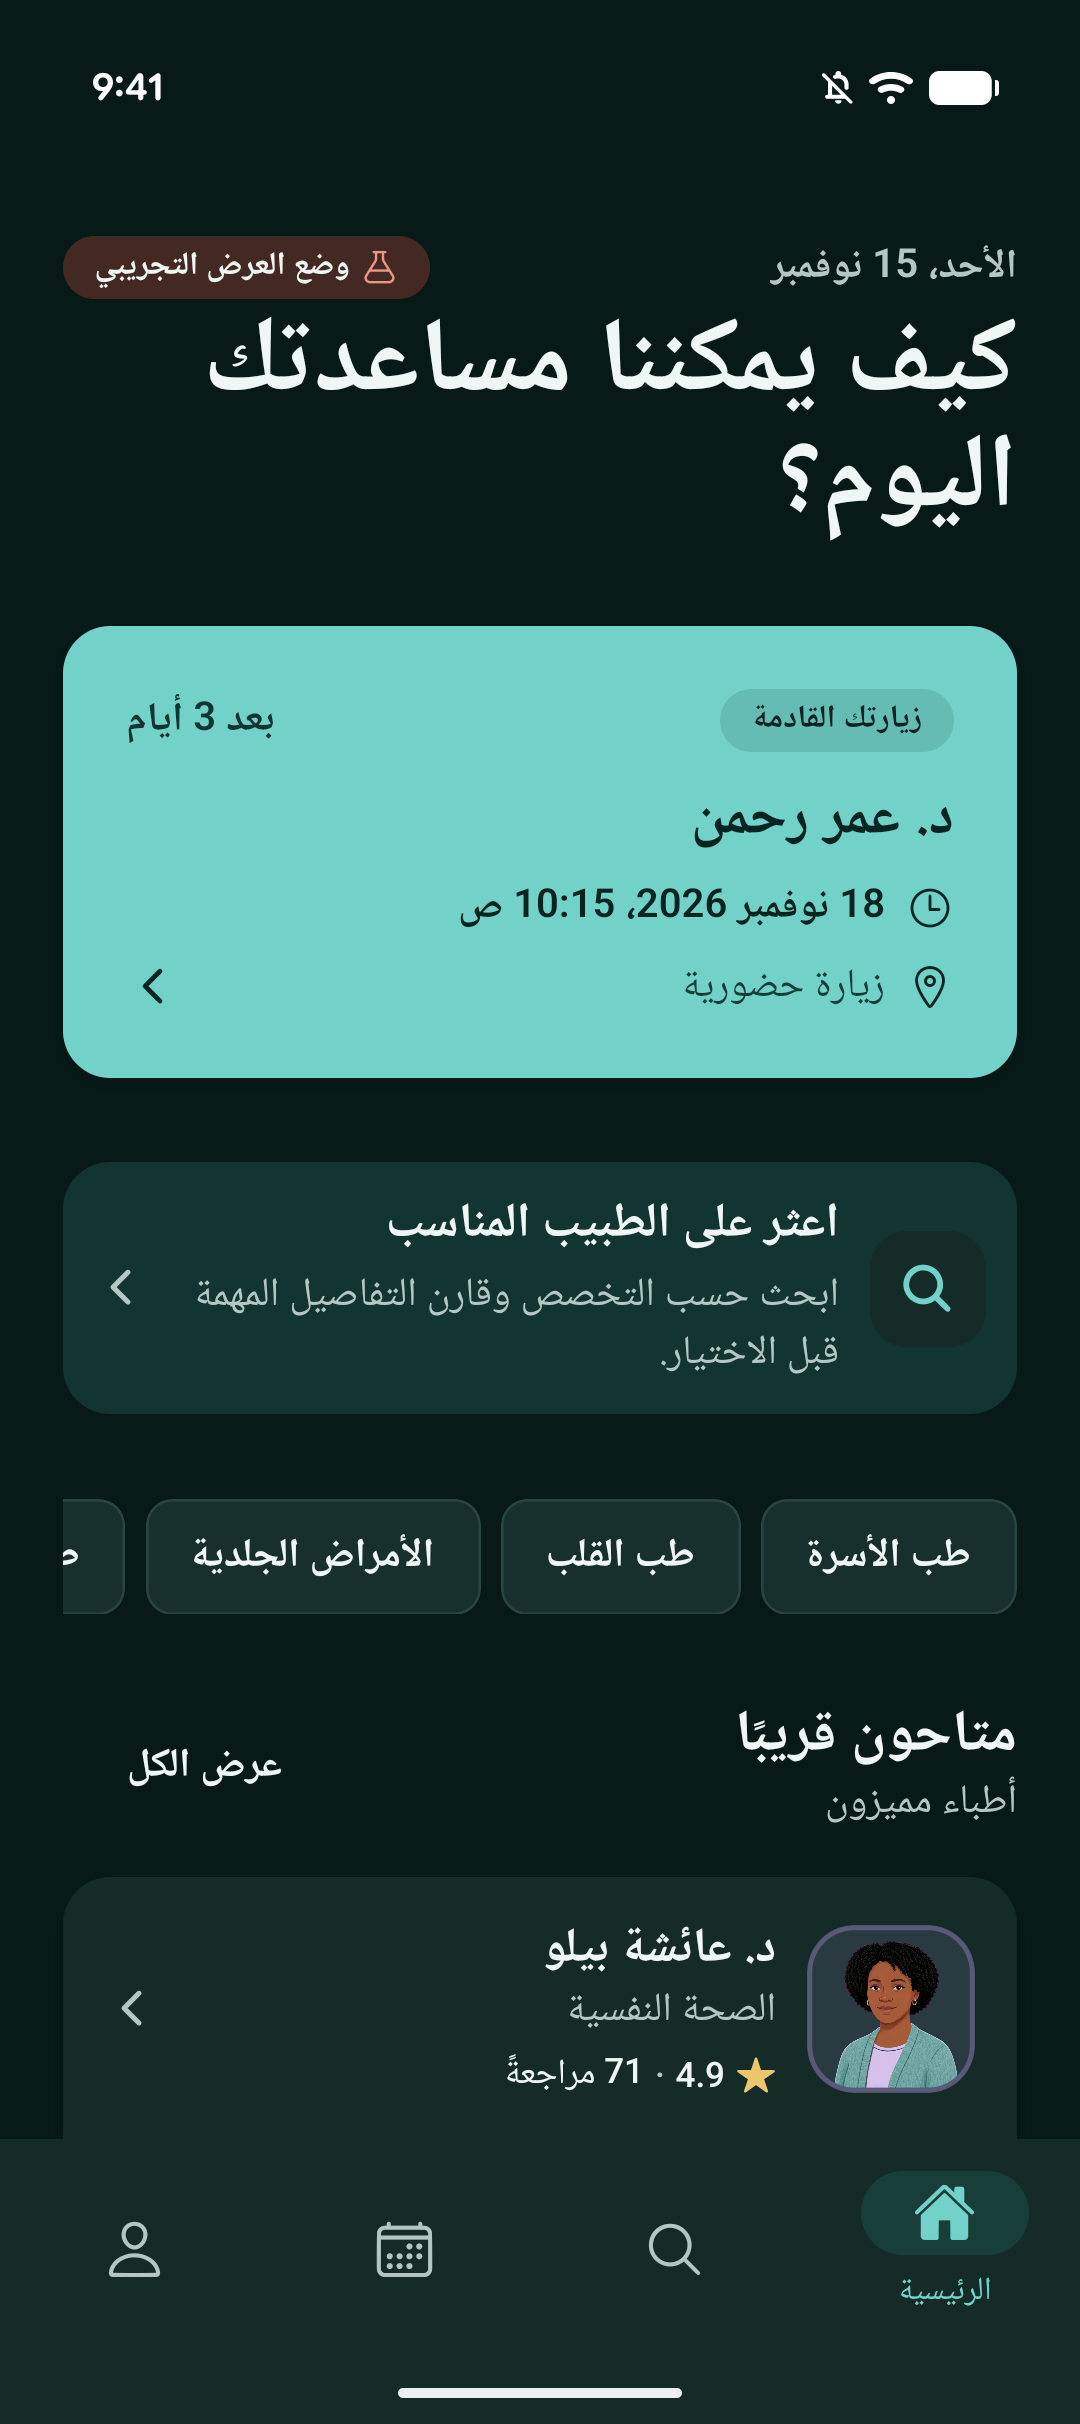 9:41
الأحد، 15 نوفمبر
وضع العرض التجريبي
كيف يمكننا مساعدتك
اليوم؟
زيارتك القادمة
بعد 3 أيام
د. عمر رحمن
18 نوفمبر 2026، 10:15 ص
زيارة حضورية
اعثر على الطبيب المناسب
ابحث حسب التخصص وقارن التفاصيل المهمة
قبل الاختيار.
طب الأسرة
طب القلب
الأمراض الجلدية
متاحون قريبًا
عرض الكل
أطباء مميزون
د. عائشة بيلو
الصحة النفسية
4.9 · 71 مراجعةً
الرئيسية